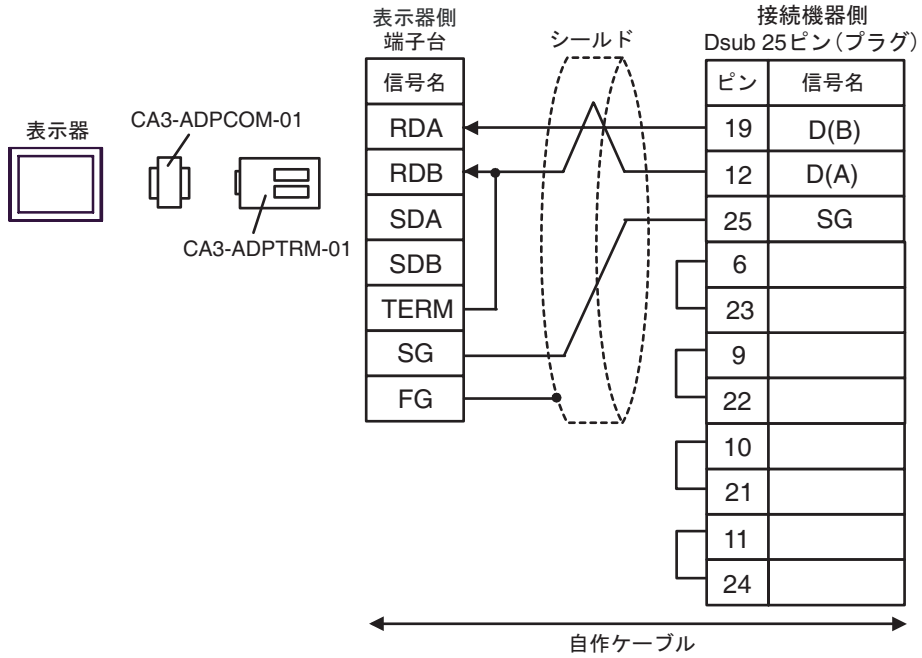 表示器
CA3-ADPCOM-01
CA3-ADPTRM-01
表示器側
端子台
信号名
RDA
RDB
SDA
SDB
TERM
SG
FG
シールド
接続機器側
Dsub 25ピン（プラグ）
ピン 信号名
19 D(B)
12 D(A)
25 SG
6
23
9
22
10
21
11
24
自作ケーブル